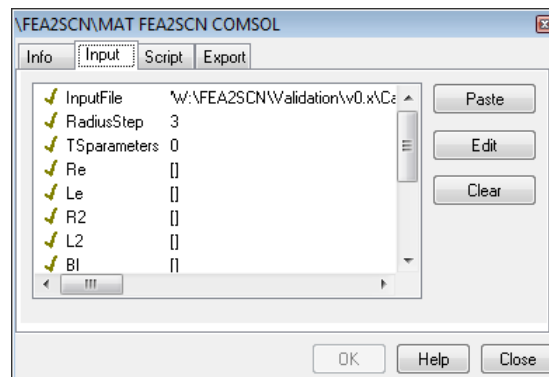 \FEA2SCN\MAT FEA2SCN COMSOL
Info Input Script Export
InputFile 'W:\FEA2SCN\Validation\v0.x\Ca
RadiusStep 3
TSparameters 0
Re []
Le []
R2 []
L2 []
Bl []
Paste
Edit
Clear
OK Help Close